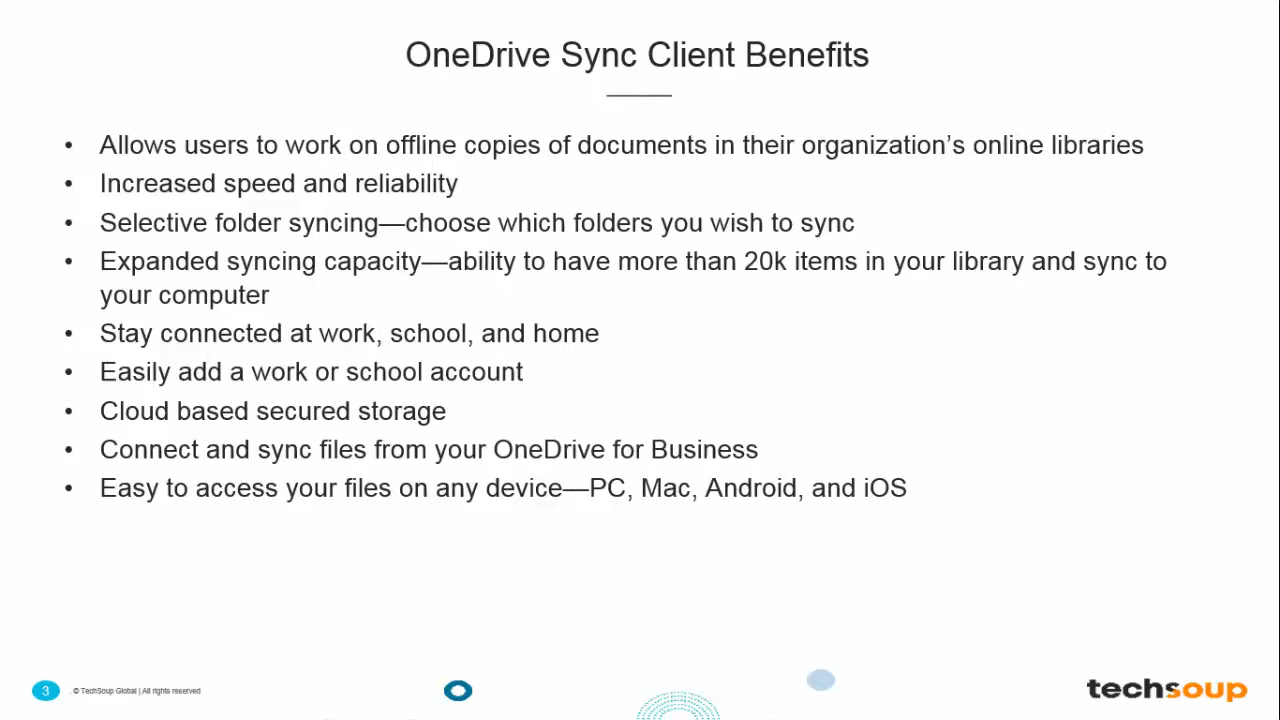 OneDrive Sync Client Benefits
• Allows users to work on offline copies of documents in their organization’s online libraries
• Increased speed and reliability
• Selective folder syncing—choose which folders you wish to sync
• Expanded syncing capacity—ability to have more than 20k items in your library and sync to
your computer
• Stay connected at work, school, and home
• Easily add a work or school account
• Cloud based secured storage
• Connect and sync files from your OneDrive for Business
• Easy to access your files on any device—PC, Mac, Android, and iOS
3 © TechSoup Global | All rights reserved
techsoup